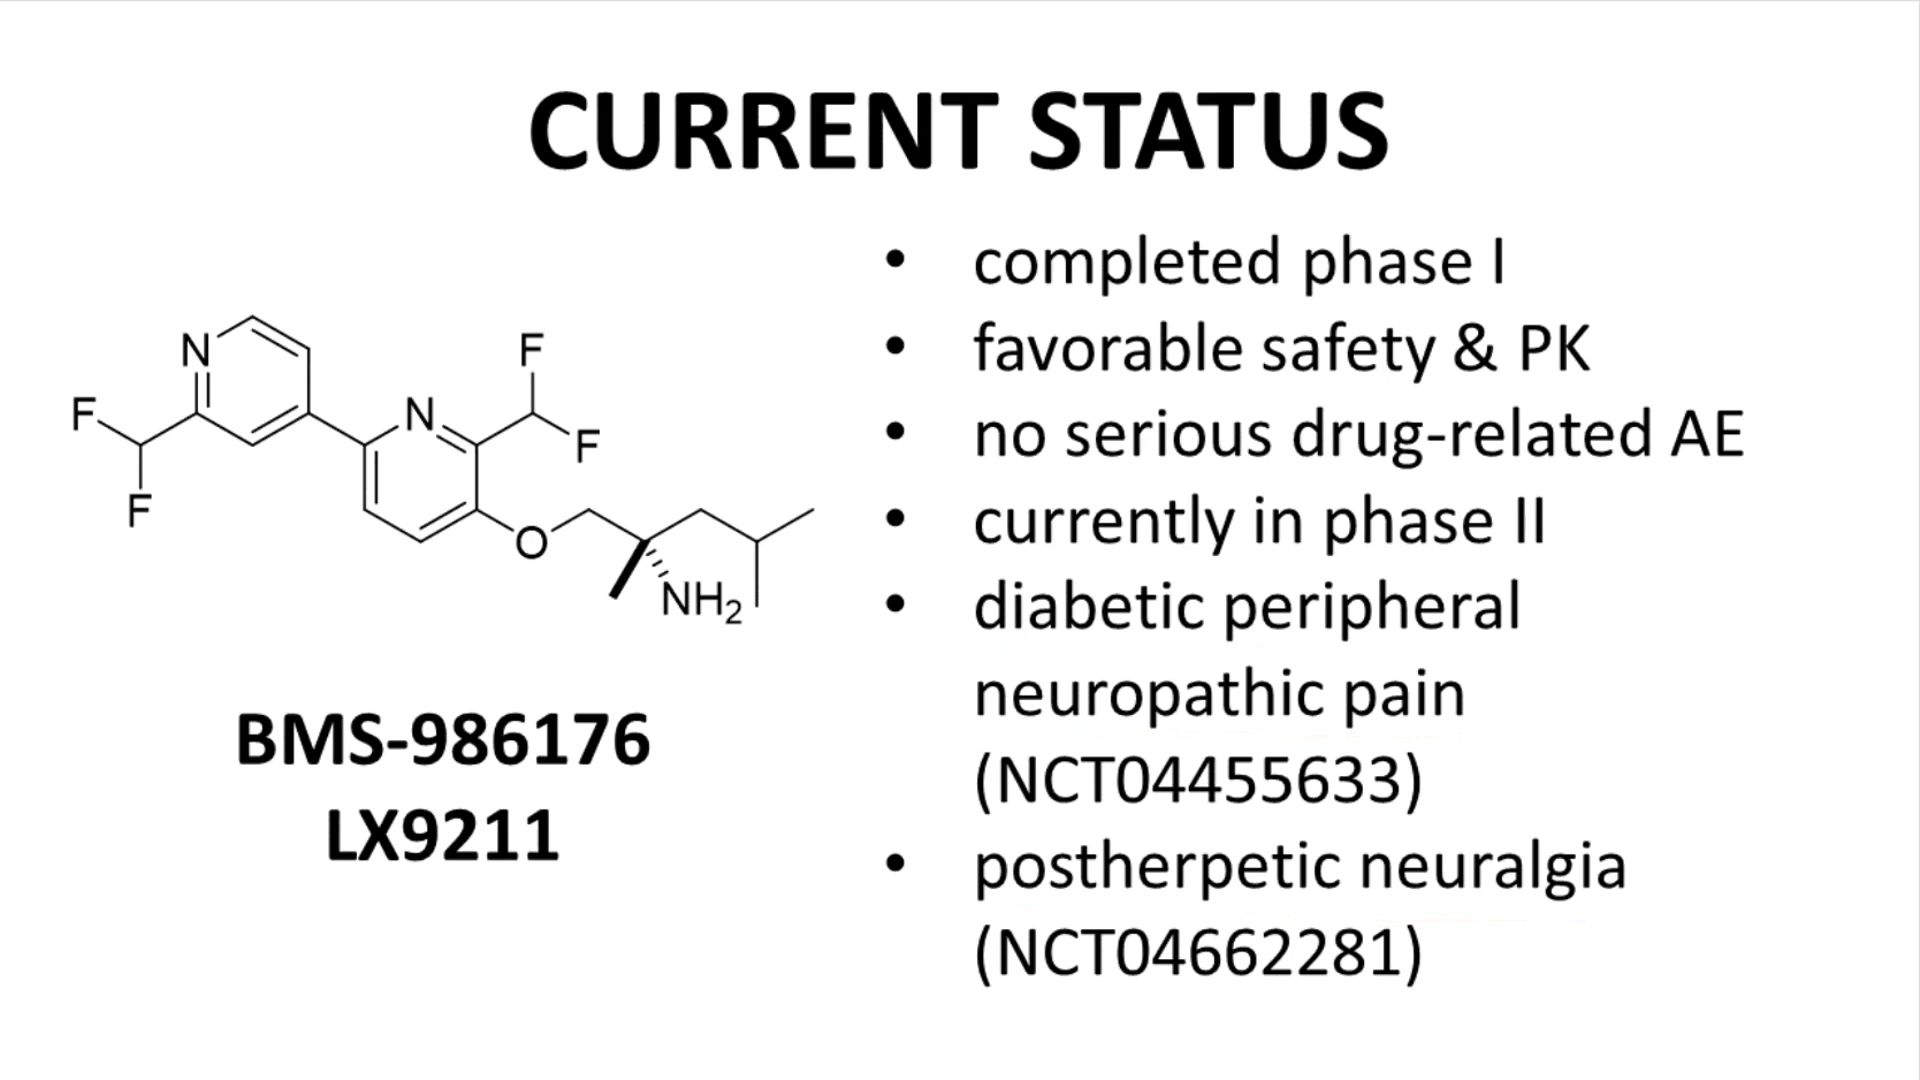 CURRENT STATUS
N
F
F
N
F
F
O
NH2
BMS-986176
LX9211
• completed phase I
• favorable safety & PK
• no serious drug-related AE
• currently in phase II
• diabetic peripheral
neuropathic pain
(NCT04455633)
• postherpetic neuralgia
(NCT04662281)